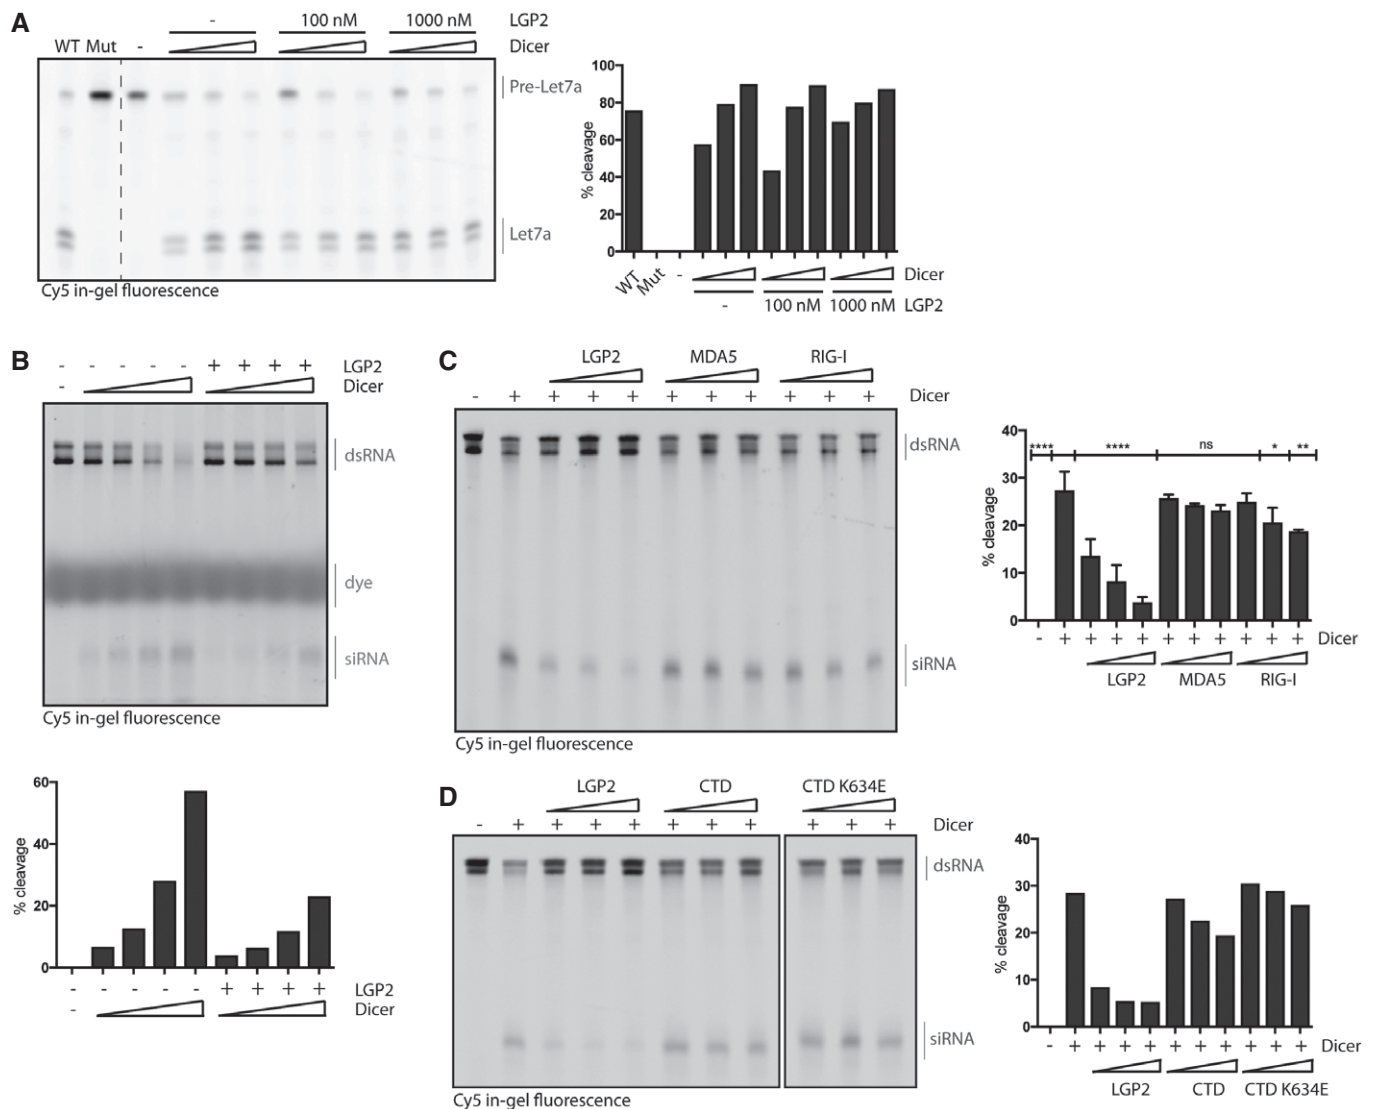 A
- 100 nM 1000 nM LGP2
WT Mut - Dicer
Pre-Let7a
Let7a
Cy5 in-gel fluorescence
% cleavage
100
80
60
40
20
0
WT Mut - Dicer
- 100 nM 1000 nM LGP2
B
- - - - - + + + + LGP2
- Dicer
dsRNA
dye
siRNA
Cy5 in-gel fluorescence
% cleavage
60
40
20
0
- - - - - + + + + LGP2
- Dicer
C
LGP2 MDA5 RIG-I
- + + + + + + + + + + Dicer
dsRNA
siRNA
Cy5 in-gel fluorescence
% cleavage
40
30
20
10
0
**** **** ns * **
- + + + + + + + + + + Dicer
LGP2 MDA5 RIG-I
D
LGP2 CTD CTD K634E
- + + + + + + + + + + Dicer
dsRNA
siRNA
Cy5 in-gel fluorescence
% cleavage
40
30
20
10
0
- + + + + + + + + + + Dicer
LGP2 CTD CTD K634E